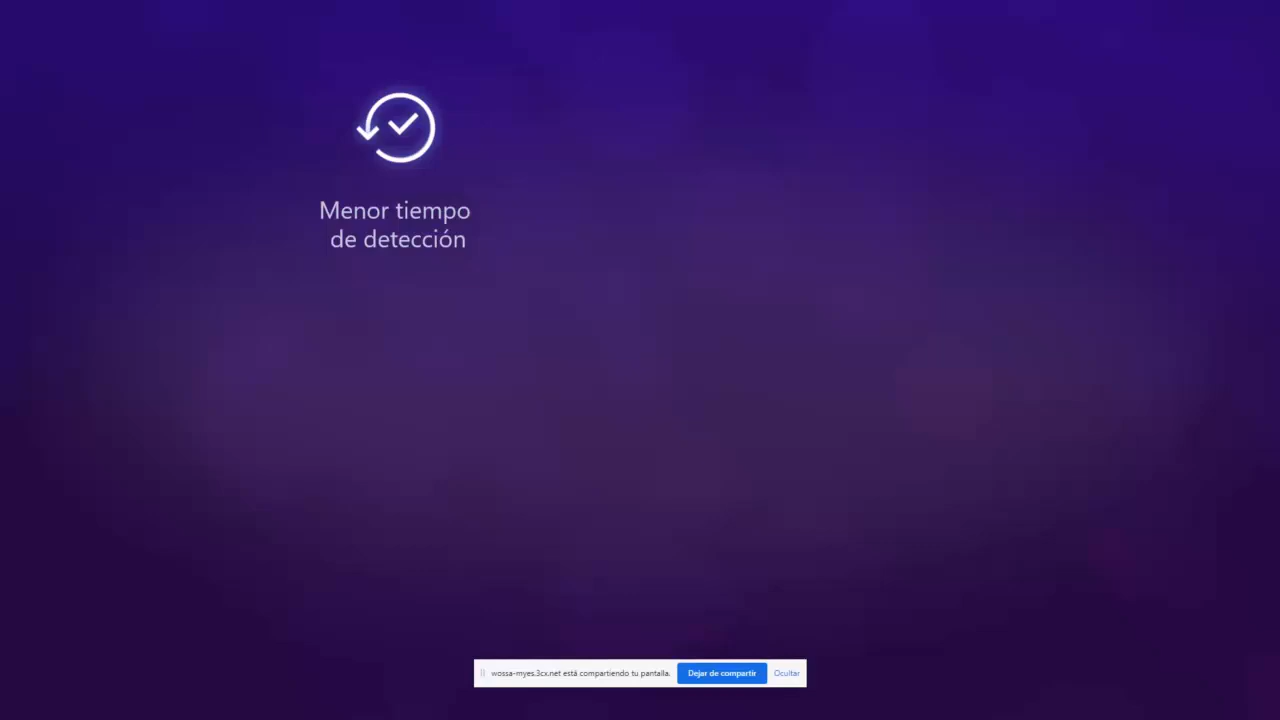 Menor tiempo
de detección
wossa-myes.3cx.net está compartiendo tu pantalla. Dejar de compartir Ocultar